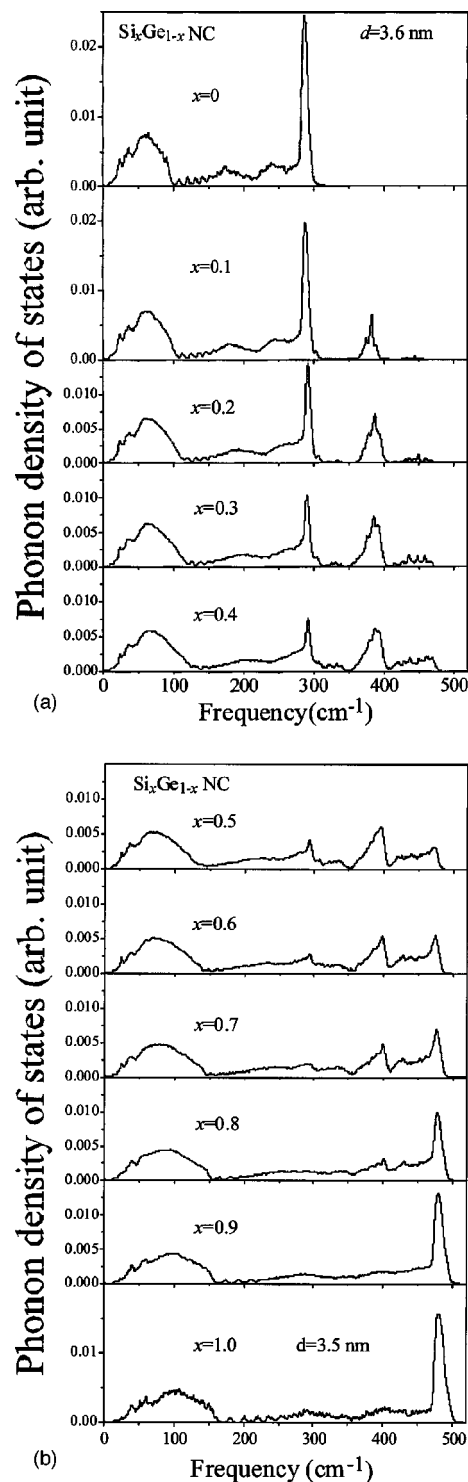 SixGe1-x NC d=3.6 nm
0.02
0.01
0.00
x=0
0.02
0.01
0.00
x=0.1
0.010
0.005
0.000
x=0.2
0.010
0.005
0.000
x=0.3
0.010
0.005
0.000
x=0.4
0 100 200 300 400 500
Phonon density of states (arb. unit)
(a)
Frequency(cm-1)
SixGe1-x NC
0.010
0.005
0.000
x=0.5
0.010
0.005
0.000
x=0.6
0.010
0.005
0.000
x=0.7
0.010
0.005
0.000
x=0.8
0.010
0.005
0.000
x=0.9
0.01
0.00
x=1.0 d=3.5 nm
0 100 200 300 400 500
Phonon density of states (arb. unit)
(b)
Frequency (cm-1)